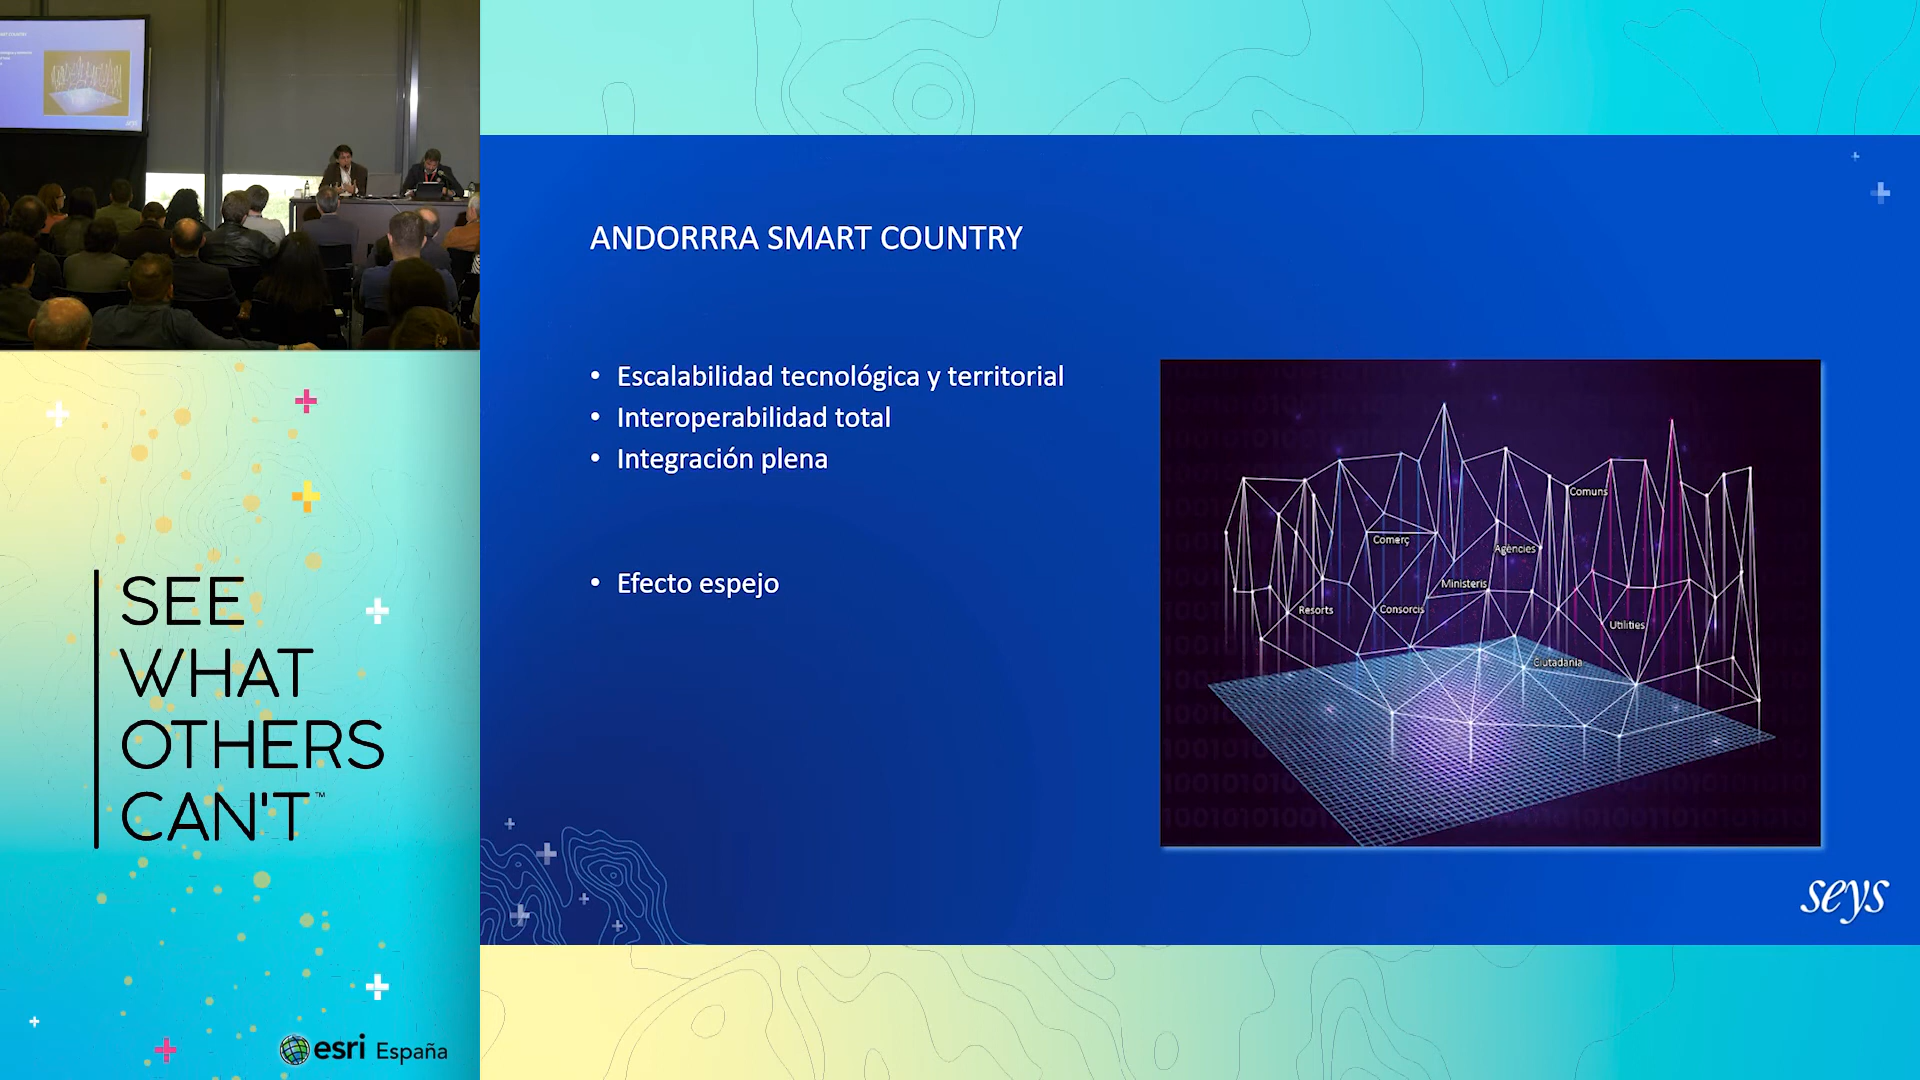 ANDORRRA SMART COUNTRY
• Escalabilidad tecnológica y territorial
• Interoperabilidad total
• Integración plena
• Efecto espejo
Comuns
Comerç
Agències
Ministeris
Resorts
Consorcis
Utilities
Ciutadania
seys
SEE
WHAT
OTHERS
CAN'T™
esri España